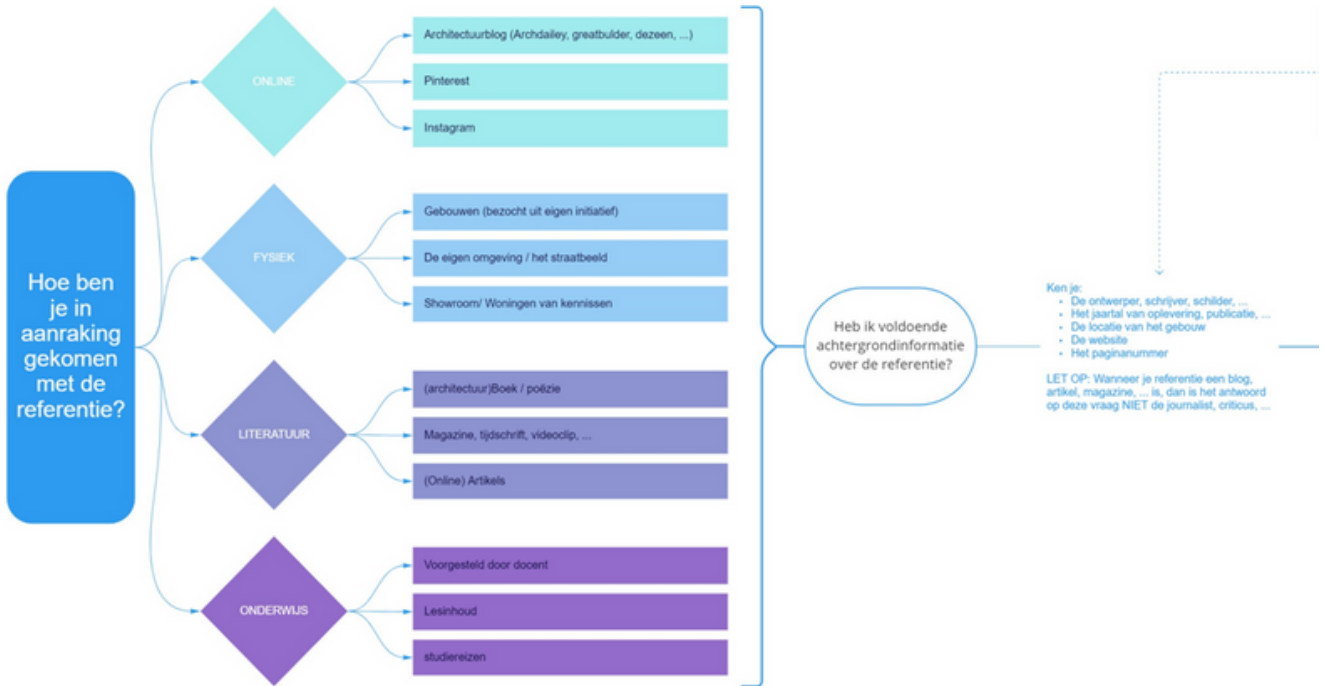 Hoe ben
je in
aanraking
gekomen
met de
referentie?
ONLINE
Architectuurblog (Archdailey, greatbulder, dezeen, ...)
Pinterest
Instagram
FYSIEK
Gebouwen (bezocht uit eigen initiatief)
De eigen omgeving / het straatbeeld
Showroom/ Woningen van kennissen
LITERATUUR
(architectuur)Boek / poëzie
Magazine, tijdschrift, videoclip, ...
(Online) Artikels
ONDERWIJS
Voorgesteld door docent
Lesinhoud
studiereizen
Heb ik voldoende
achtergrondinformatie
over de referentie?
Ken je:
• De ontwerper, schrijver, schilder, ...
• Het jaartal van oplevering, publicatie, ...
• De locatie van het gebouw
• De website
• Het paginanummer
LET OP: Wanneer je referentie een blog,
artikel, magazine, ... is, dan is het antwoord
op deze vraag NIET de journalist, criticus, ...